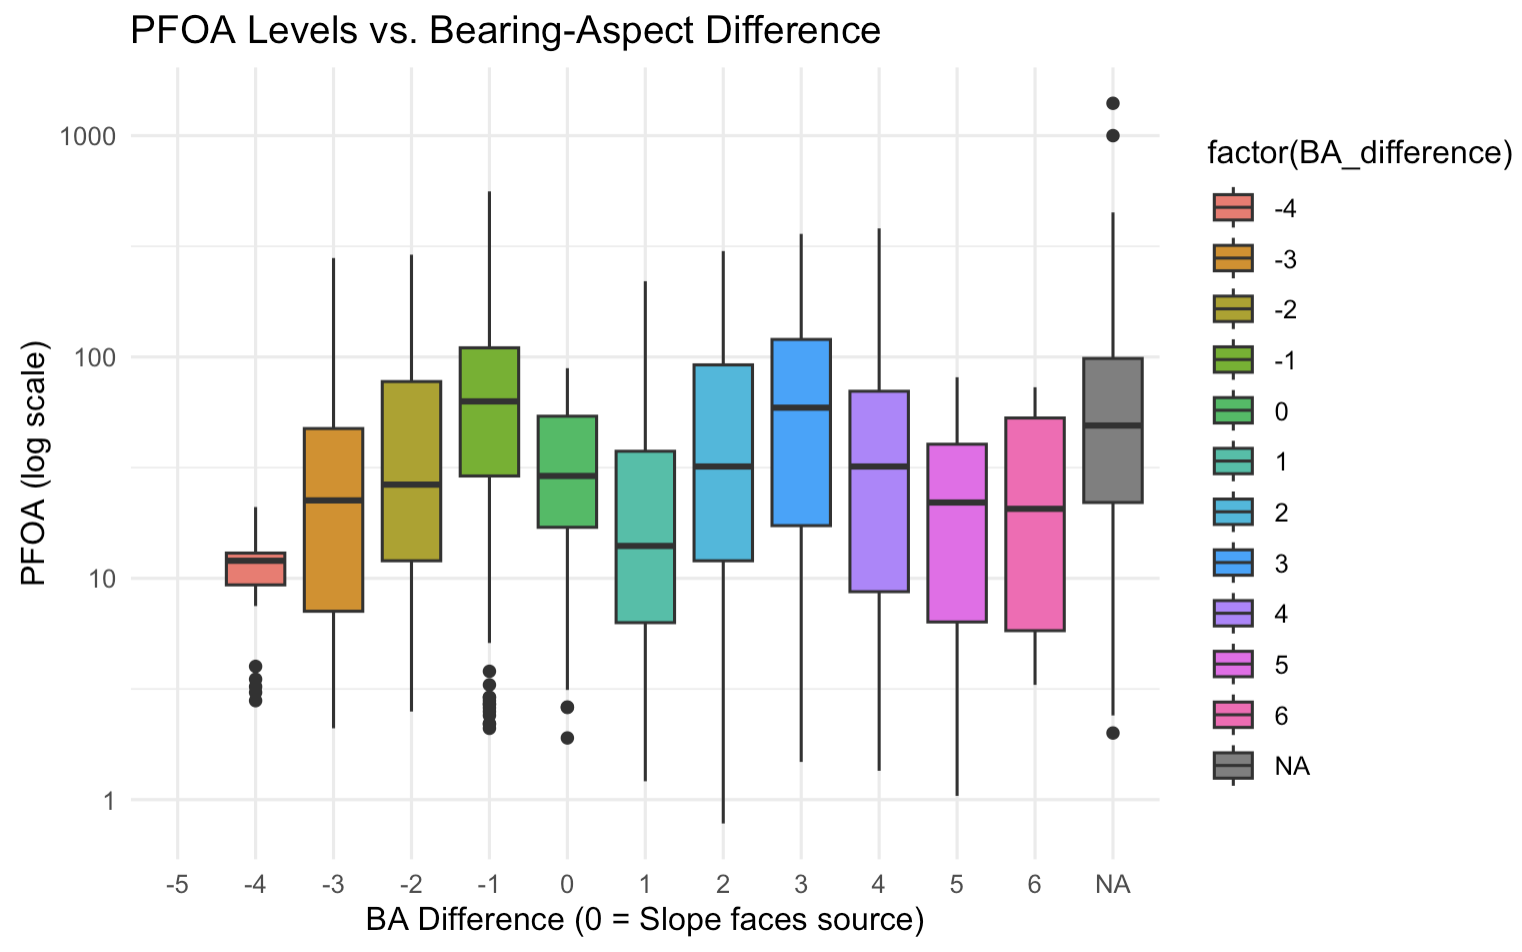 PFOA Levels vs. Bearing-Aspect Difference
PFOA (log scale)
1000
100
10
1
-5 -4 -3 -2 -1 0 1 2 3 4 5 6 NA
BA Difference (0 = Slope faces source)
factor(BA_difference)
-4
-3
-2
-1
0
1
2
3
4
5
6
NA